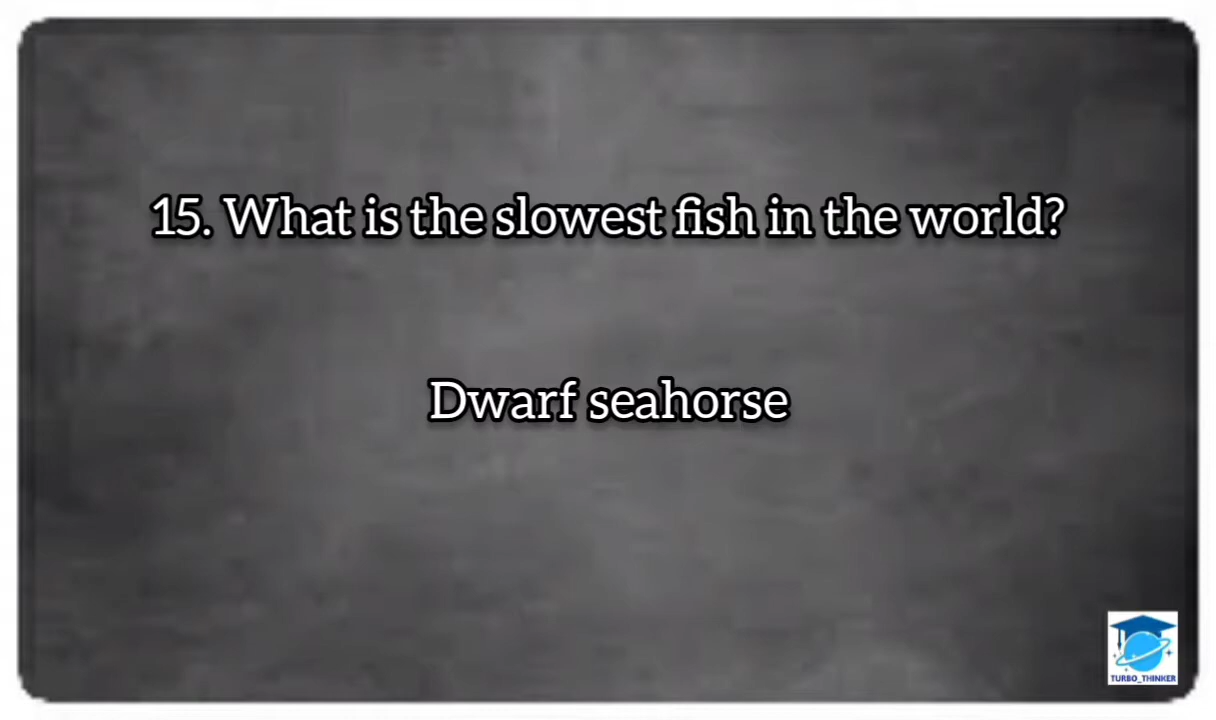 15. What is the slowest fish in the world?
Dwarf seahorse
TURBO_THINKER